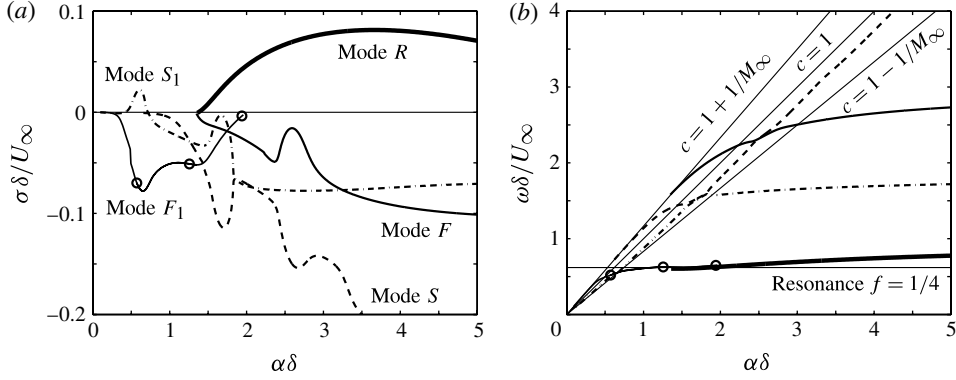 (a)
0.1
0
−0.1
−0.2
σδ/U∞
Mode S1
Mode R
Mode F1
Mode F
Mode S
0 1 2 3 4 5
αδ
(b)
4
3
2
1
0
ωδ/U∞
c = 1 + 1/M∞
c = 1
c = 1 − 1/M∞
Resonance f = 1/4
1 2 3 4 5
αδ